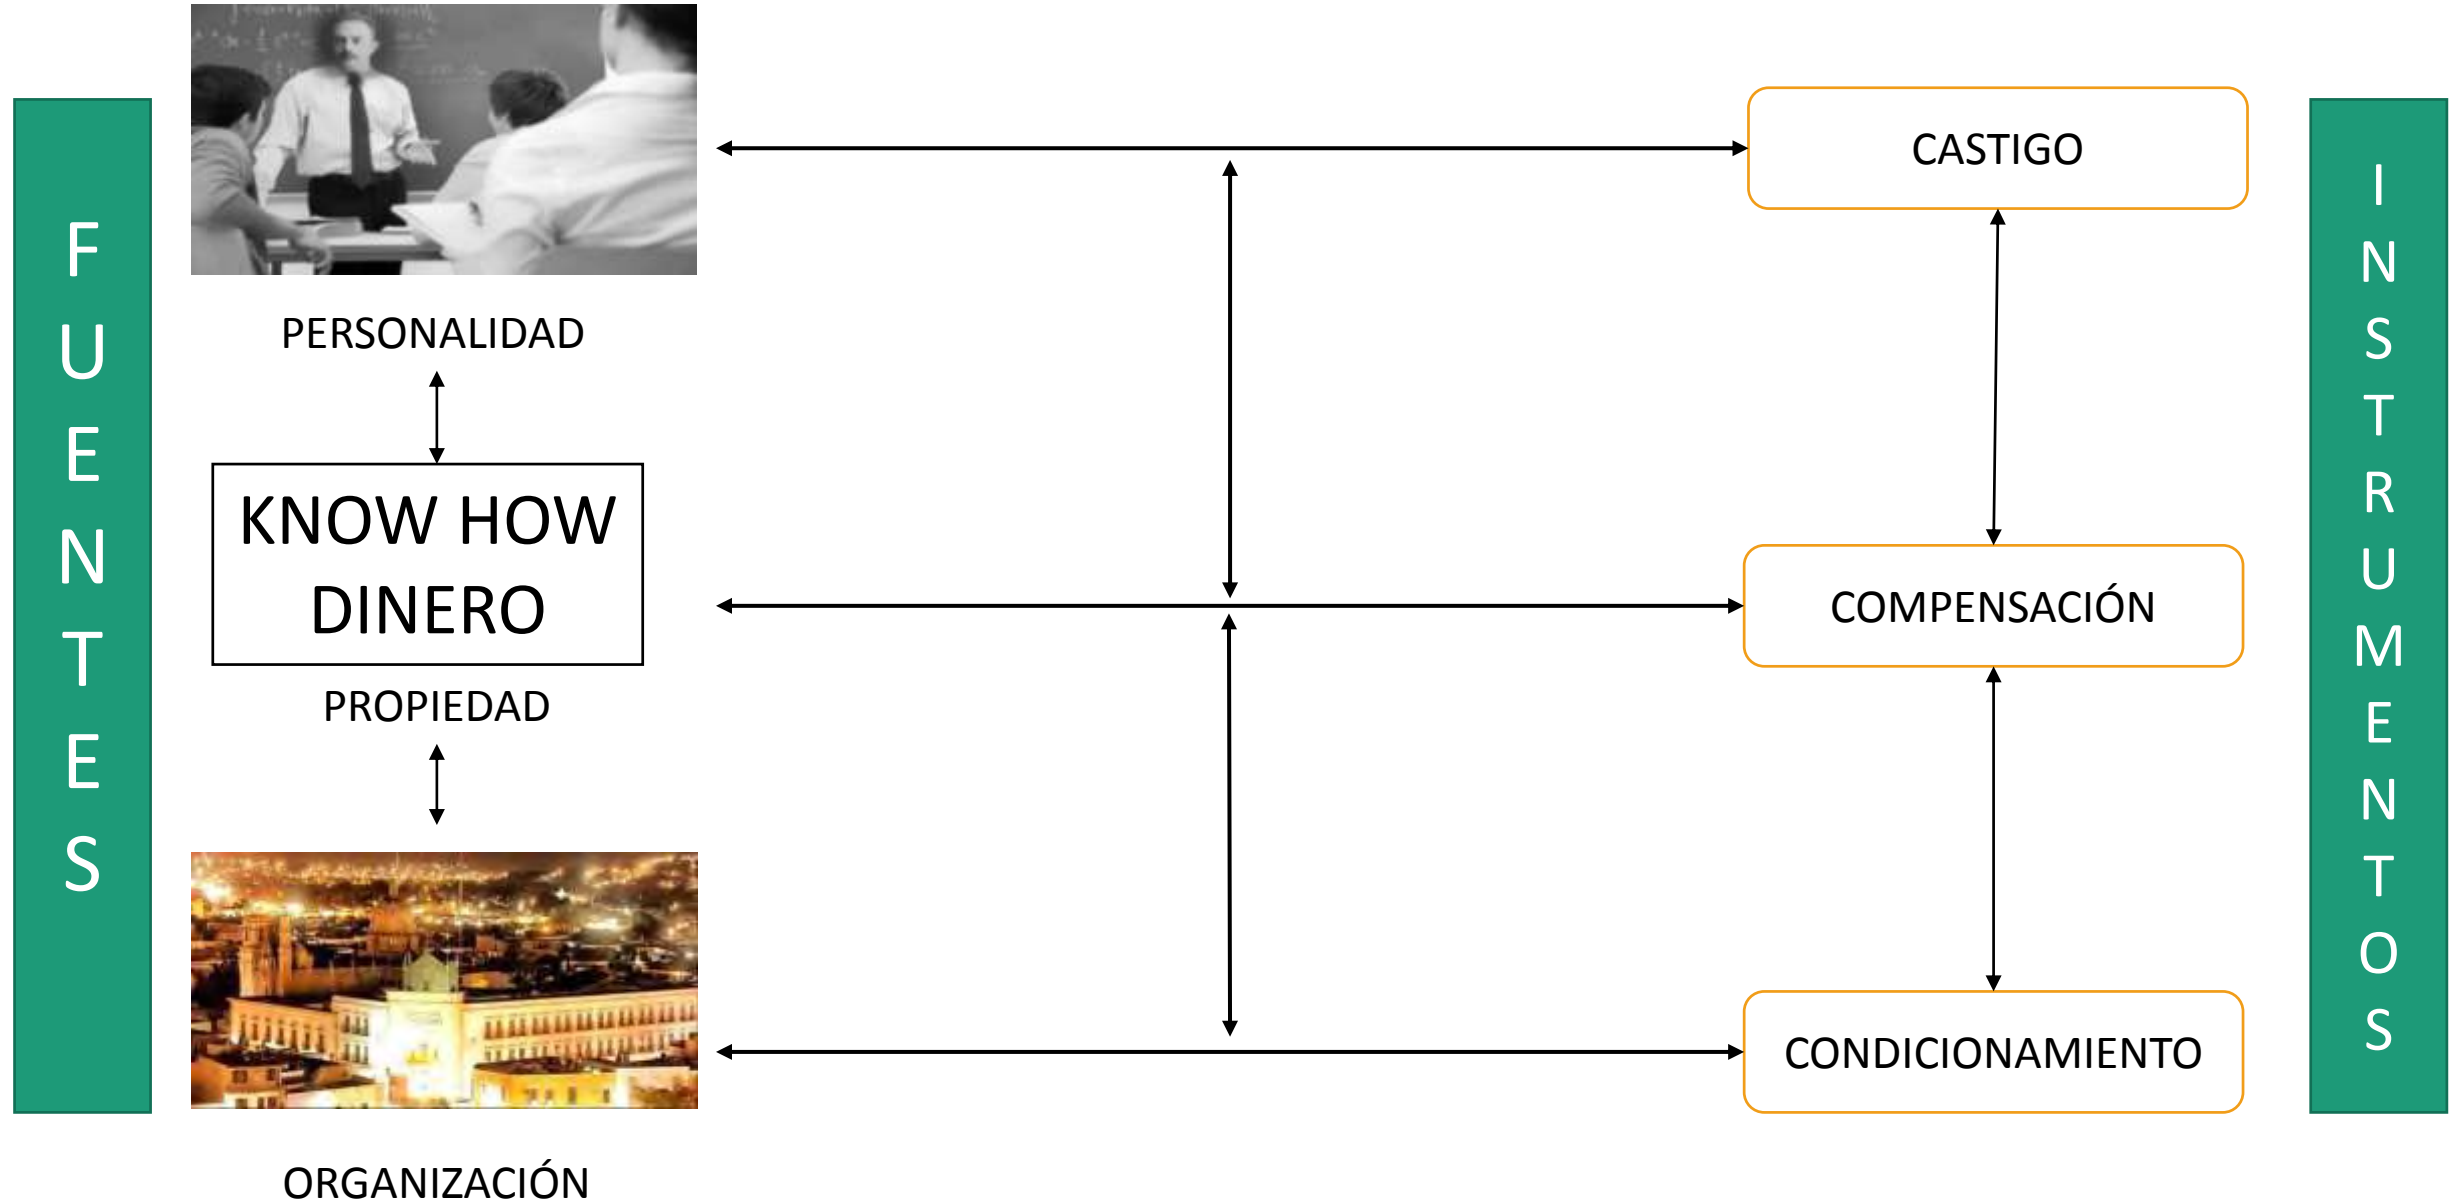 FUENTES
PERSONALIDAD
KNOW HOW
DINERO
PROPIEDAD
ORGANIZACIÓN
CASTIGO
COMPENSACIÓN
CONDICIONAMIENTO
INSTRUMENTOS